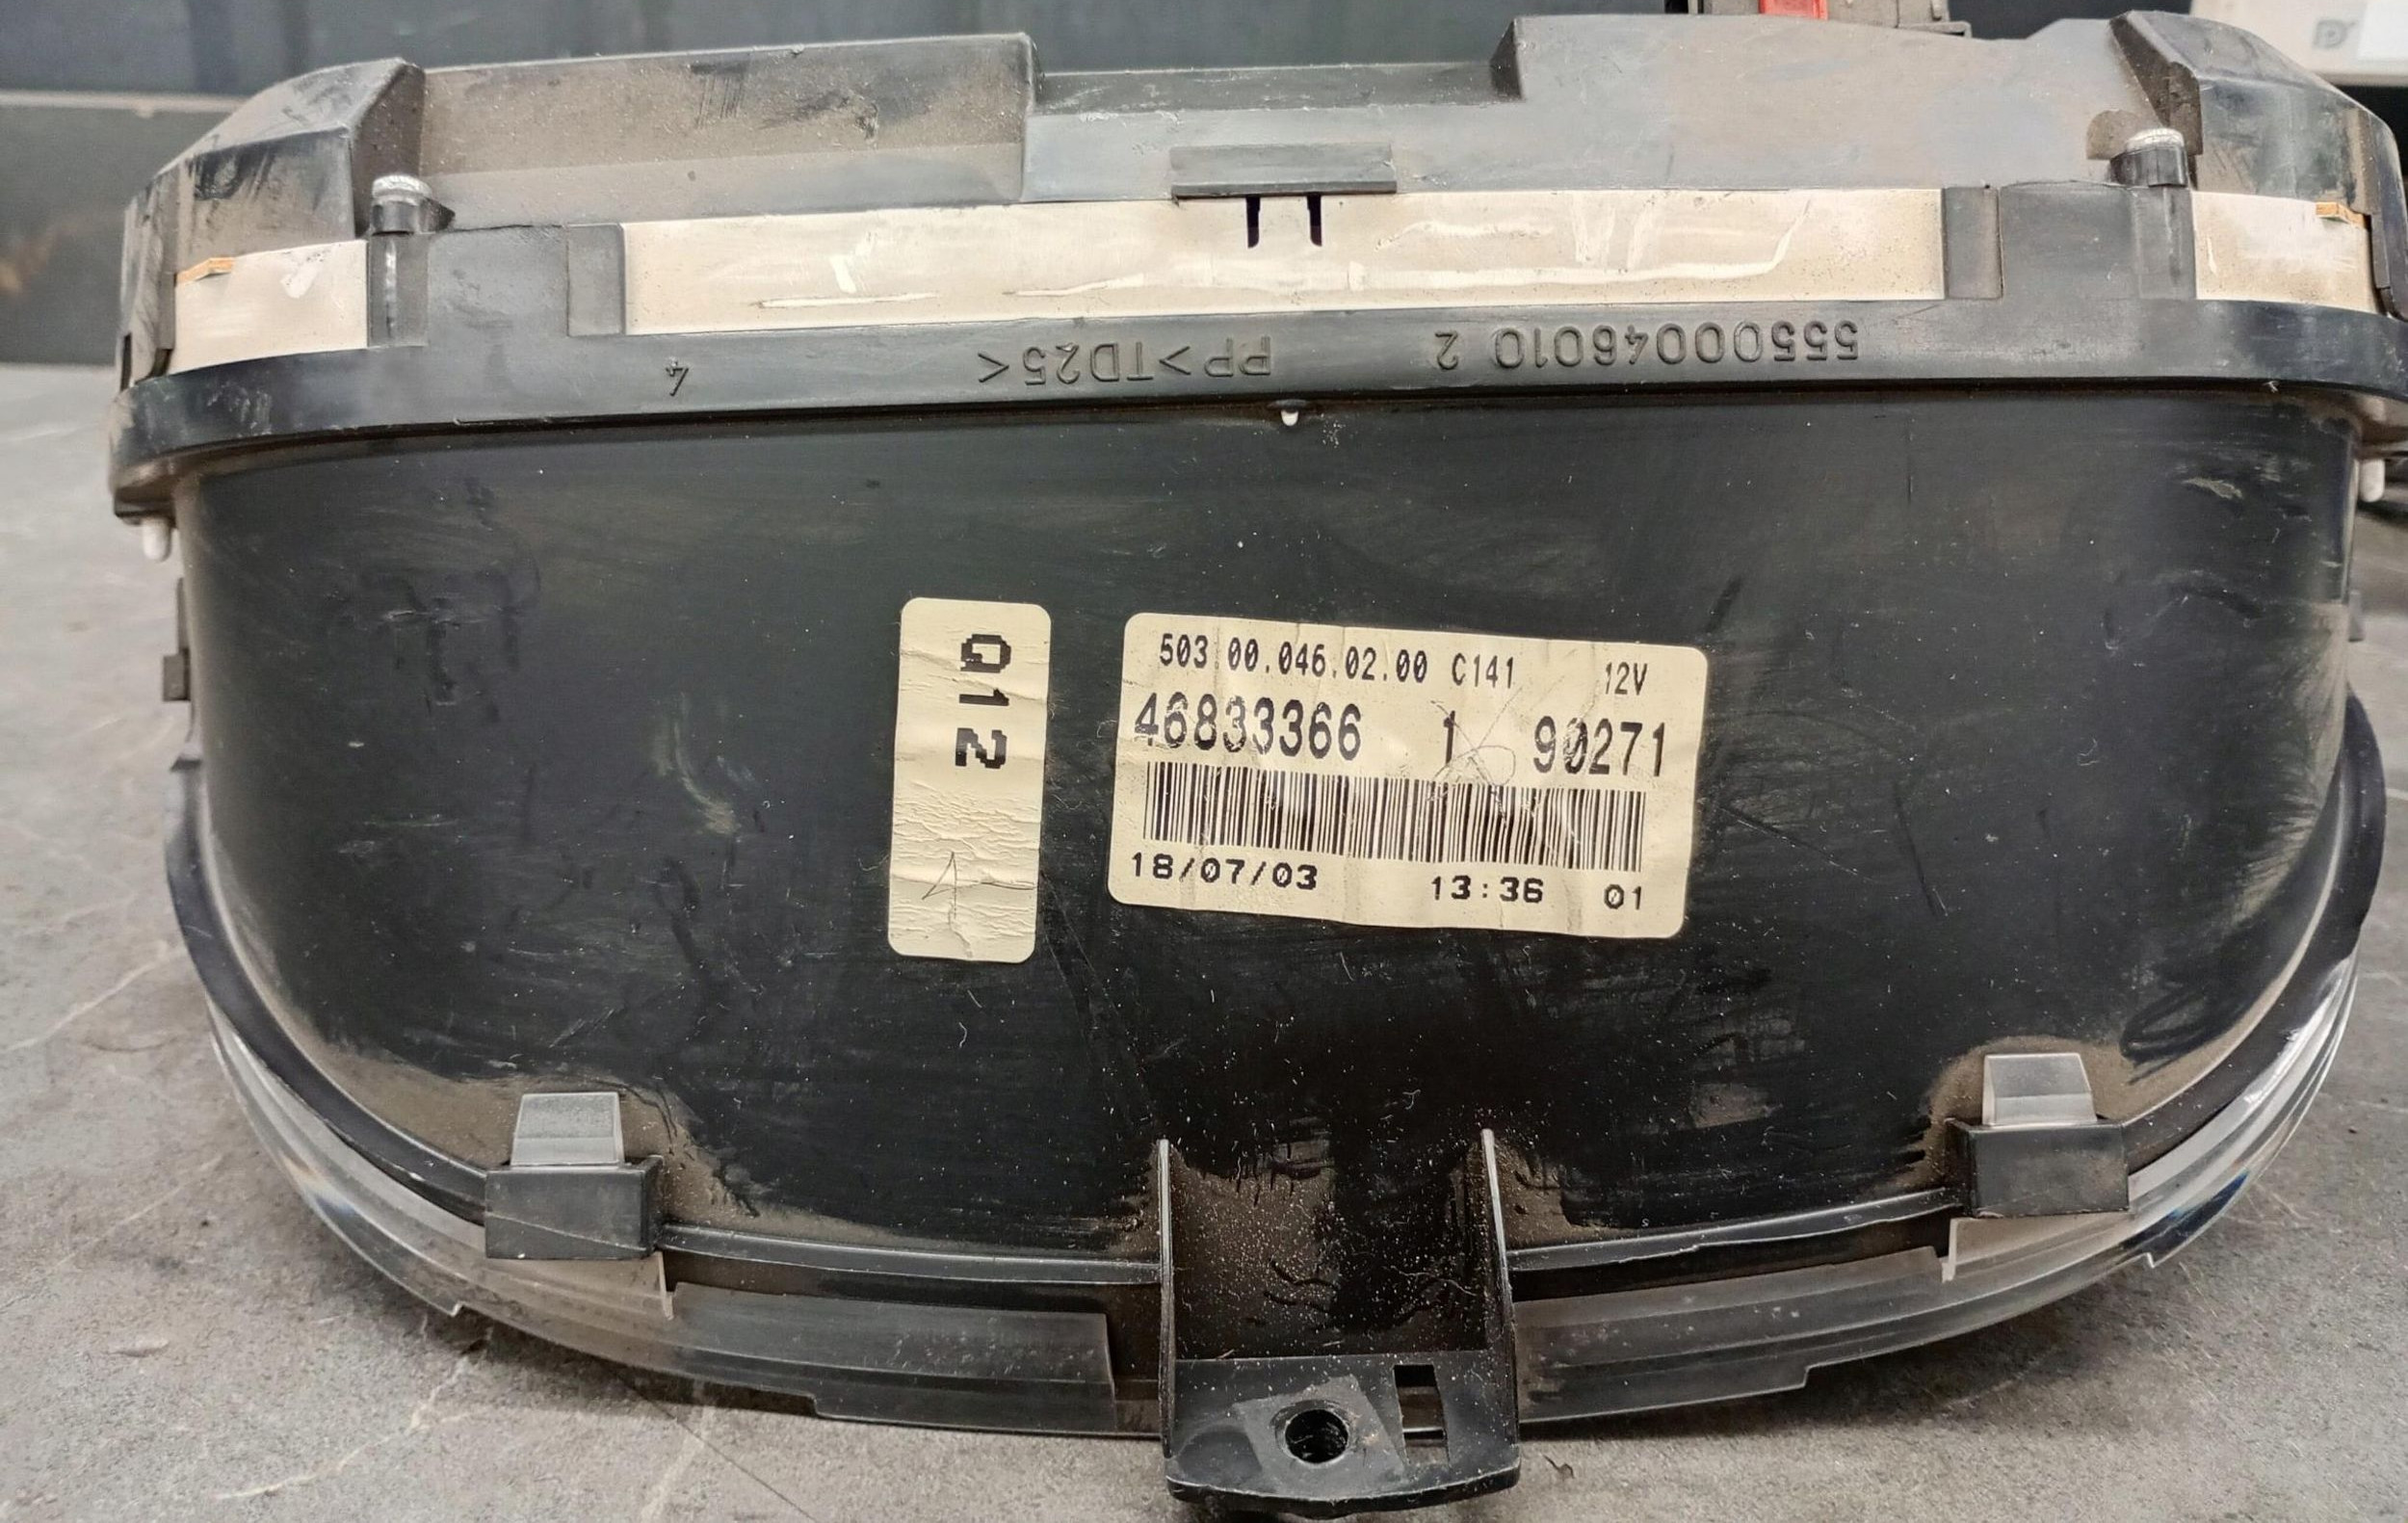 55500046010 2 PP>TD25< 4
Q12
503 00.046.02.00 C141 12V
46833366 1 90271
18/07/03 13:36 01